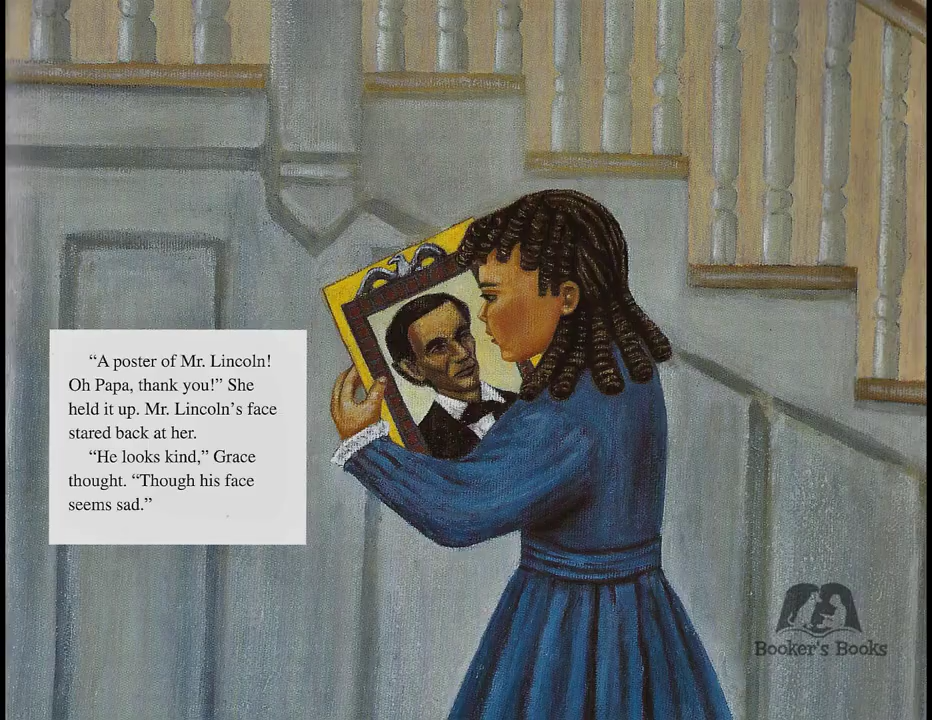 “A poster of Mr. Lincoln!
Oh Papa, thank you!” She
held it up. Mr. Lincoln’s face
stared back at her.
“He looks kind,” Grace
thought. “Though his face
seems sad.”
Booker's Books